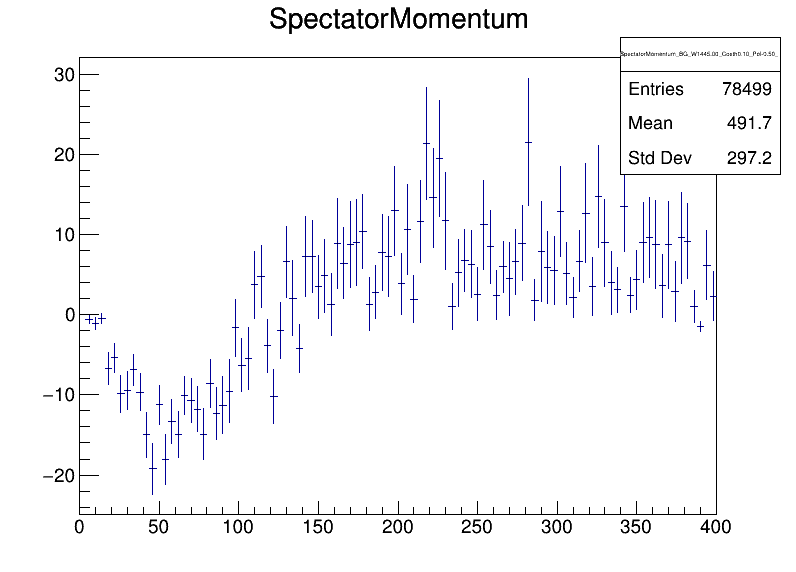 SpectatorMomentum
SpectatorMomentum_BG_W1445.00_Costh0.10_Pol-0.50_
Entries 78499
Mean 491.7
Std Dev 297.2
30
20
10
0
−10
−20
0 50 100 150 200 250 300 350 400